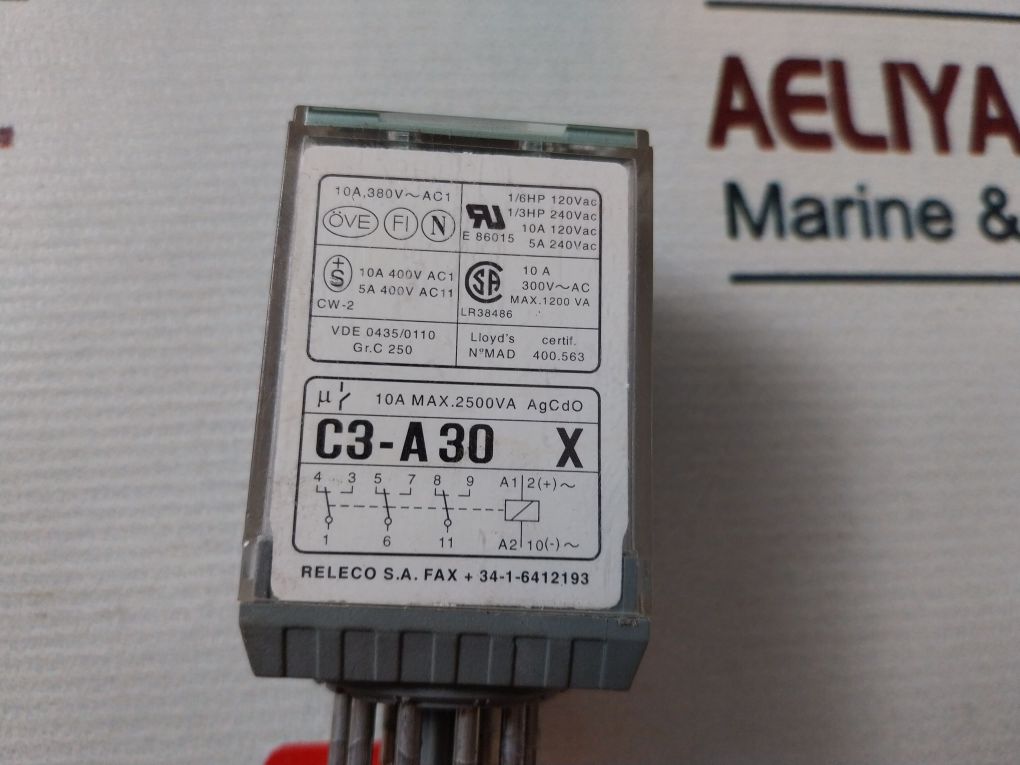 10A,380V~AC1
ÖVE FI N
E 86015
1/6HP 120Vac
1/3HP 240Vac
10A 120Vac
5A 240Vac
+S
CW-2
10A 400V AC1
5A 400V AC11
CSA
LR38486
10 A
300V~AC
MAX.1200 VA
VDE 0435/0110
Gr.C 250
Lloyd's certif.
NºMAD 400.563
µ 10A MAX.2500VA AgCdO
C3-A30 X
4 3 5 7 8 9 A1 2(+)~
1 6 11 A2 10(-)~
RELECO S.A. FAX + 34-1-6412193
AELIYA
Marine &